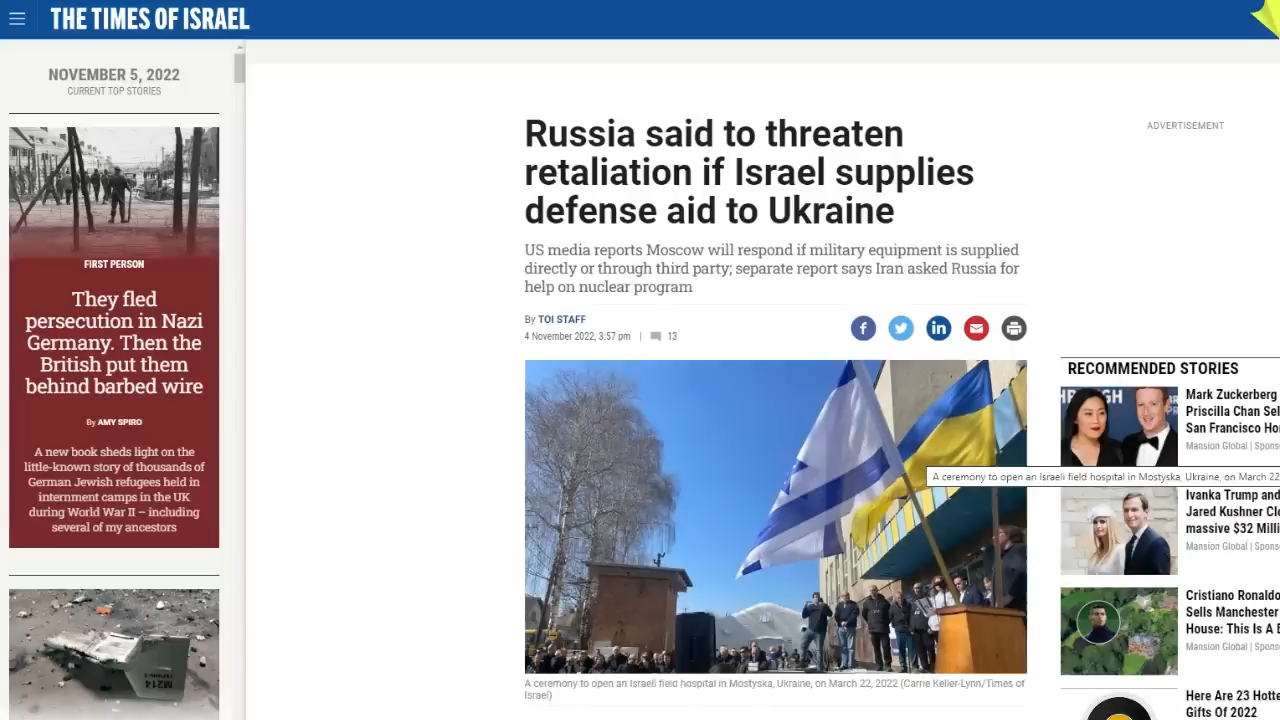 THE TIMES OF ISRAEL
NOVEMBER 5, 2022
CURRENT TOP STORIES
FIRST PERSON
They fled
persecution in Nazi
Germany. Then the
British put them
behind barbed wire
By AMY SPIRO
A new book sheds light on the
little-known story of thousands of
German Jewish refugees held in
internment camps in the UK
during World War II – including
several of my ancestors
M214
Russia said to threaten
retaliation if Israel supplies
defense aid to Ukraine
US media reports Moscow will respond if military equipment is supplied
directly or through third party; separate report says Iran asked Russia for
help on nuclear program
By TOI STAFF
4 November 2022, 3:57 pm | 13
A ceremony to open an Israeli field hospital in Mostyska, Ukraine, on March 22
A ceremony to open an Israeli field hospital in Mostyska, Ukraine, on March 22, 2022 (Carrie Keller-Lynn/Times of
Israel)
ADVERTISEMENT
RECOMMENDED STORIES
Mark Zuckerberg
Priscilla Chan Sel
San Francisco Ho
Mansion Global | Spons
Ivanka Trump and
Jared Kushner Clo
massive $32 Milli
Mansion Global | Spons
Cristiano Ronaldo
Sells Manchester
House: This Is A B
Mansion Global | Spons
Here Are 23 Hotte
Gifts Of 2022